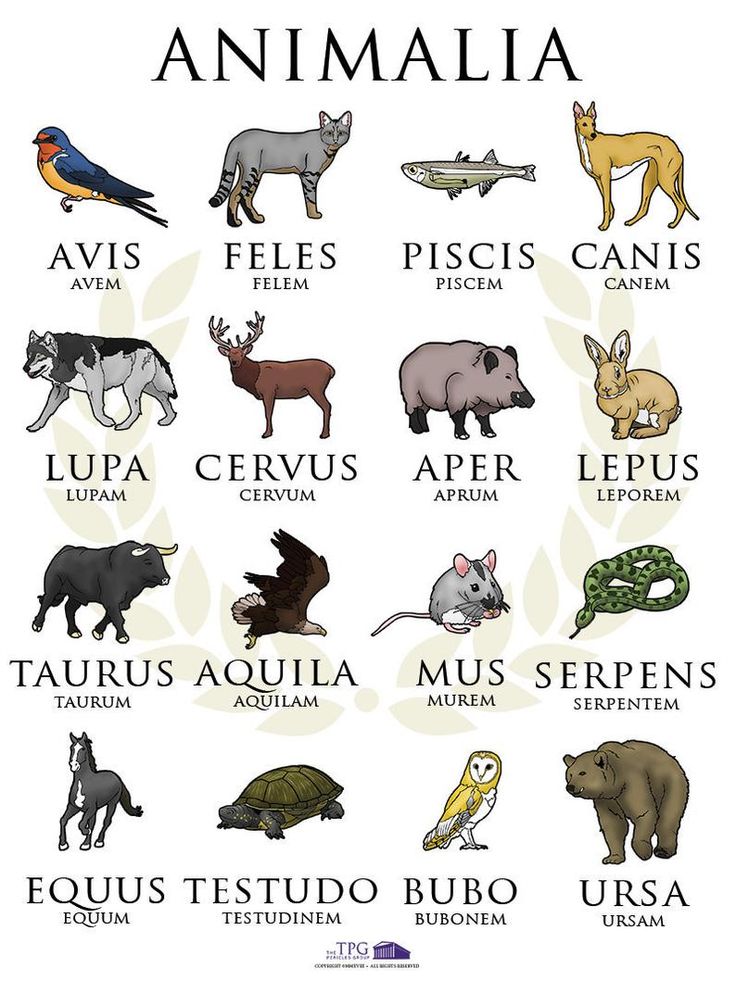 ANIMALIA
AVIS FELES PISCIS CANIS
AVEM FELEM PISCEM CANEM
LUPA CERVUS APER LEPUS
LUPAM CERVUM APRUM LEPOREM
TAURUS AQUILA MUS SERPENS
TAURUM AQUILAM MUREM SERPENTEM
EQUUS TESTUDO BUBO URSA
EQUUM TESTUDINEM BUBONEM URSAM
THE TPG
PERICLES GROUP
COPYRIGHT ©MMXVIII • ALL RIGHTS RESERVED